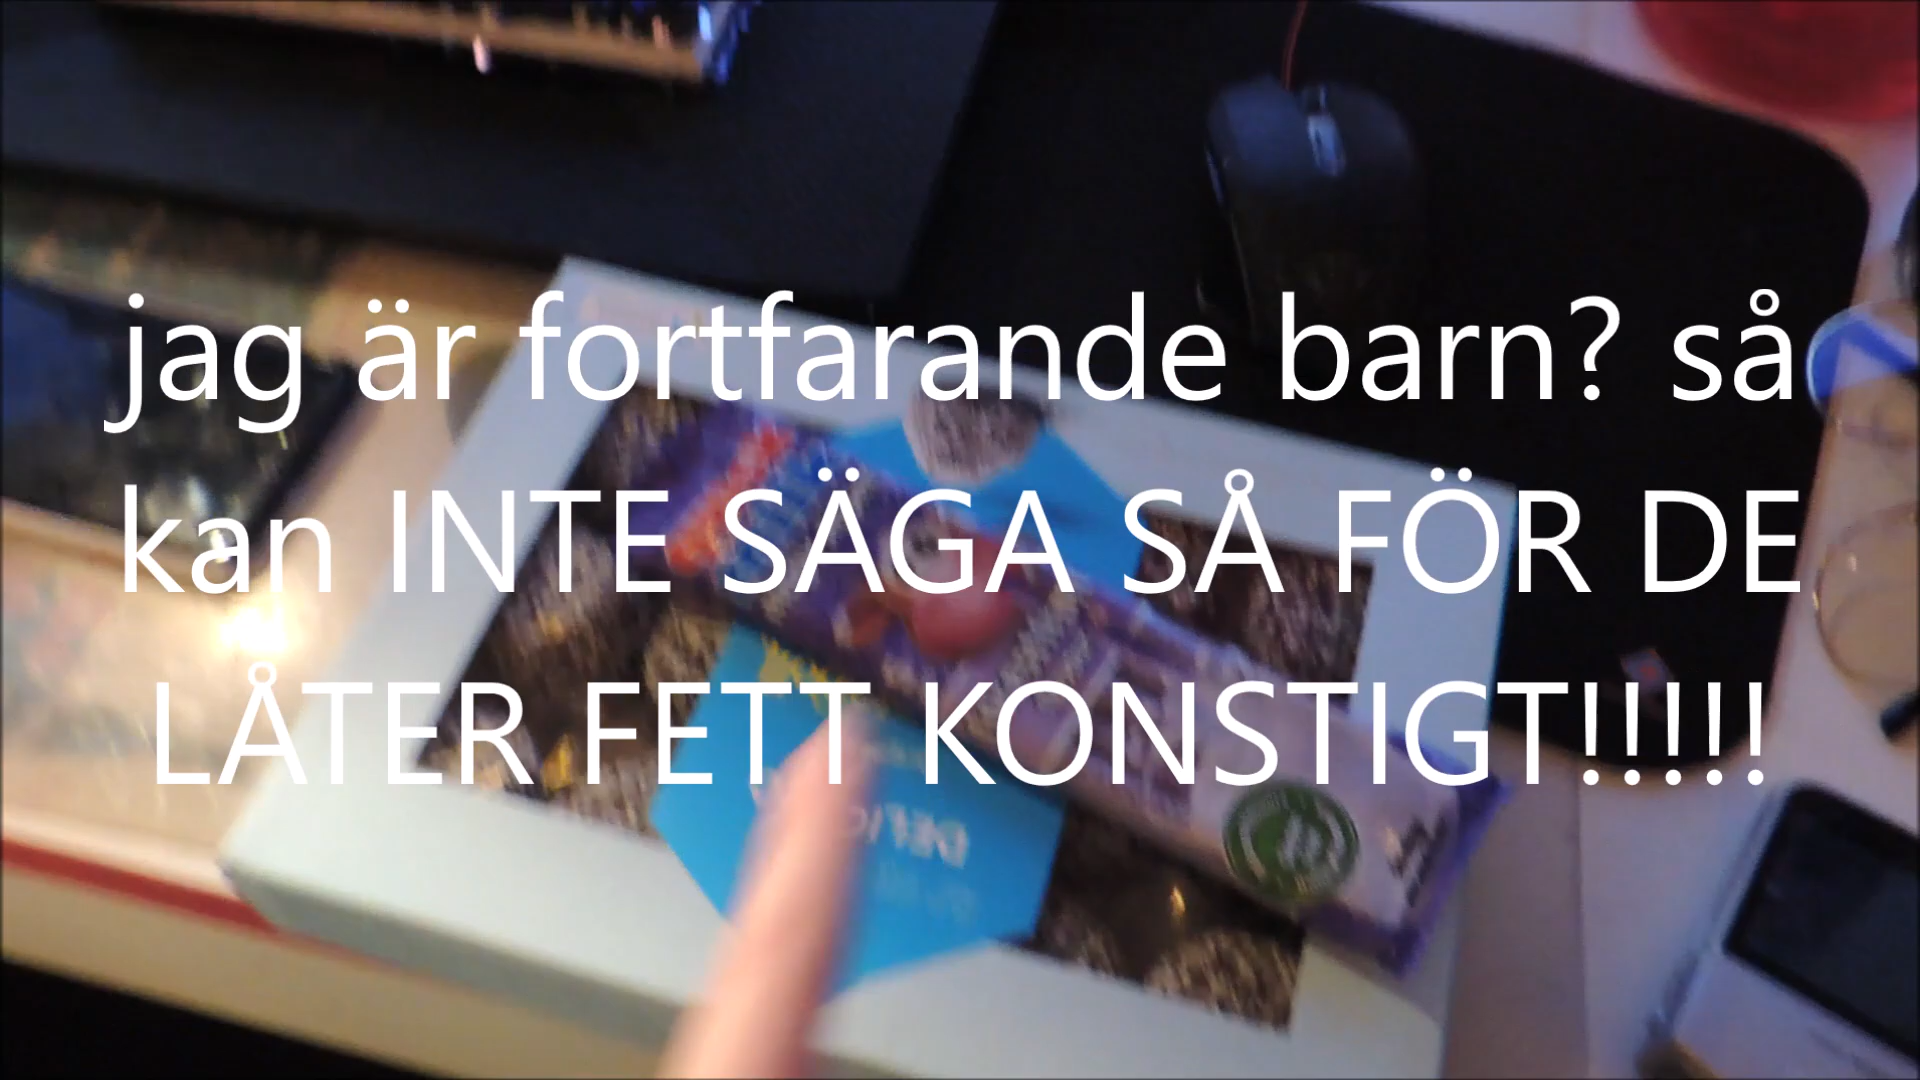 jag är fortfarande barn? så
kan INTE SÄGA SÅ FÖR DE
LÅTER FETT KONSTIGT!!!!!